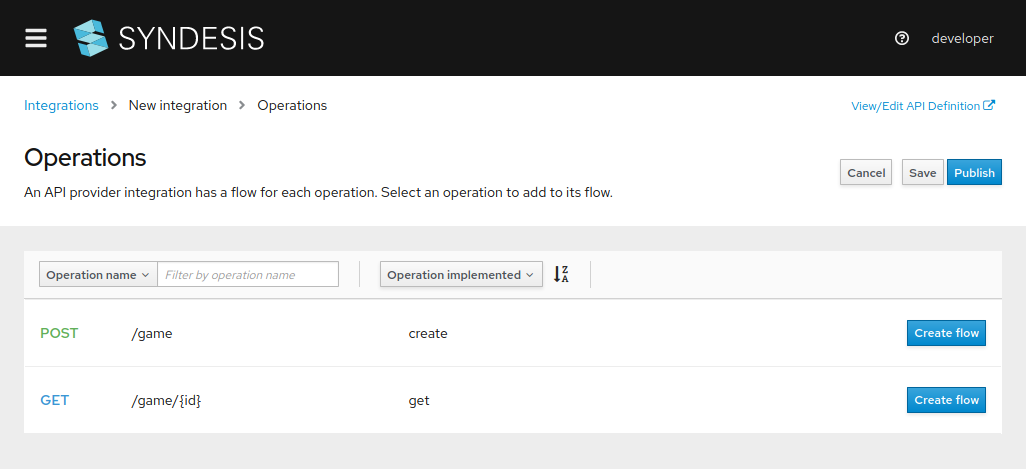 SYNDESIS developer
Integrations New integration Operations View/Edit API Definition
Operations
An API provider integration has a flow for each operation. Select an operation to add to its flow.
Cancel Save Publish
Operation name Filter by operation name Operation implemented Z A
POST /game create Create flow
GET /game/{id} get Create flow